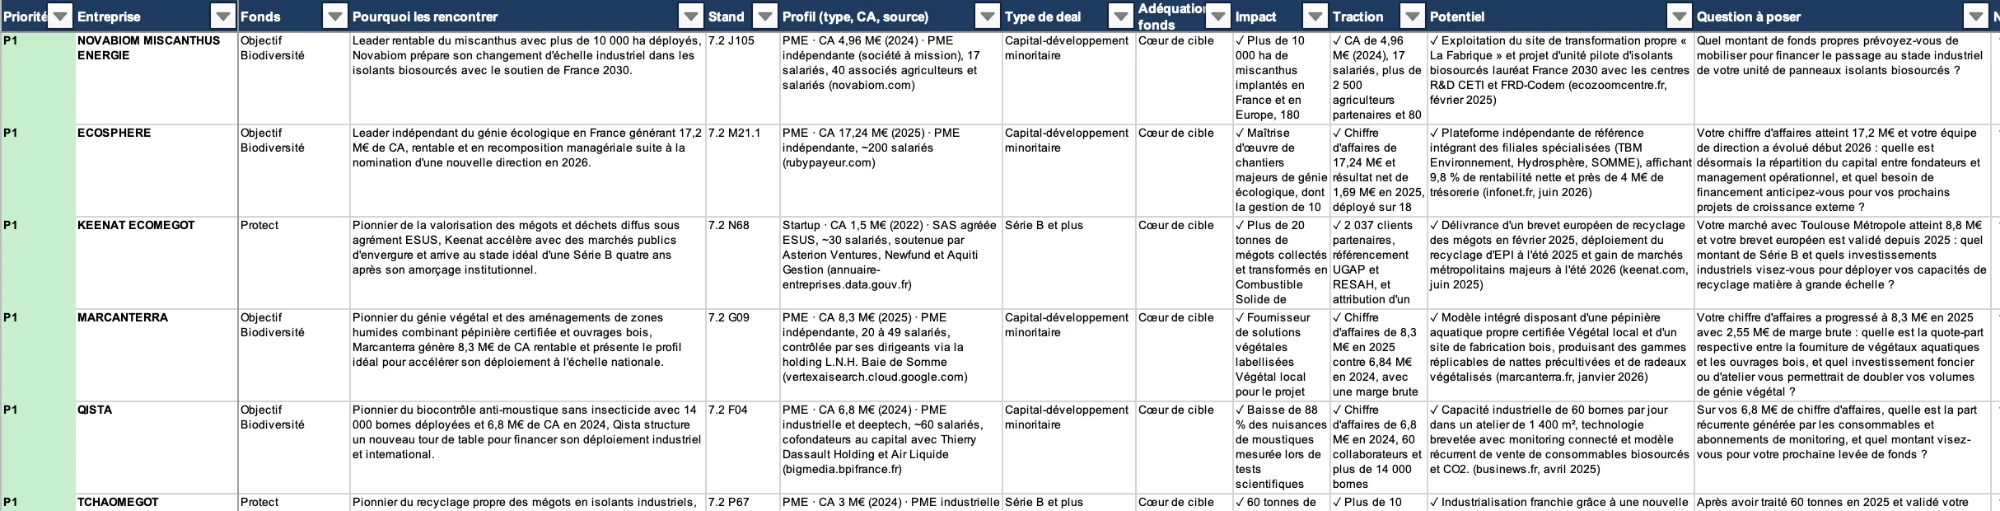 Priorité Entreprise Fonds Pourquoi les rencontrer Stand Profil (type, CA, source) Type de deal Adéquation fonds Impact Traction Potentiel Question à poser
P1
NOVABIOM MISCANTHUS
ENERGIE
Objectif
Biodiversité
Leader rentable du miscanthus avec plus de 10 000 ha déployés,
Novabiom prépare son changement d'échelle industriel dans les
isolants biosourcés avec le soutien de France 2030.
7.2 J105
PME · CA 4,96 M€ (2024) · PME
indépendante (société à mission), 17
salariés, 40 associés agriculteurs et
salariés (novabiom.com)
Capital-développement
minoritaire
Cœur de cible
✓ Plus de 10
000 ha de
miscanthus
implantés en
France et en
Europe, 180
✓ CA de 4,96
M€ (2024), 17
salariés, plus de
2 500
agriculteurs
partenaires et 80
✓ Exploitation du site de transformation propre «
La Fabrique » et projet d'unité pilote d'isolants
biosourcés lauréat France 2030 avec les centres
R&D CETI et FRD-Codem (ecozoomcentre.fr,
février 2025)
Quel montant de fonds propres prévoyez-vous de
mobiliser pour financer le passage au stade industriel
de votre unité de panneaux isolants biosourcés ?
P1
ECOSPHERE
Objectif
Biodiversité
Leader indépendant du génie écologique en France générant 17,2
M€ de CA, rentable et en recomposition managériale suite à la
nomination d'une nouvelle direction en 2026.
7.2 M21.1
PME · CA 17,24 M€ (2025) · PME
indépendante, ~200 salariés
(rubypayeur.com)
Capital-développement
minoritaire
Cœur de cible
✓ Maîtrise
d'œuvre de
chantiers
majeurs de génie
écologique, dont
la gestion de 10
✓ Chiffre
d'affaires de
17,24 M€ et
résultat net de
1,69 M€ en 2025,
déployé sur 18
✓ Plateforme indépendante de référence
intégrant des filiales spécialisées (TBM
Environnement, Hydrosphère, SOMME), affichant
9,8 % de rentabilité nette et près de 4 M€ de
trésorerie (infonet.fr, juin 2026)
Votre chiffre d'affaires atteint 17,2 M€ et votre équipe
de direction a évolué début 2026 : quelle est
désormais la répartition du capital entre fondateurs et
management opérationnel, et quel besoin de
financement anticipez-vous pour vos prochains
projets de croissance externe ?
P1
KEENAT ECOMEGOT
Protect
Pionnier de la valorisation des mégots et déchets diffus sous
agrément ESUS, Keenat accélère avec des marchés publics
d'envergure et arrive au stade idéal d'une Série B quatre ans
après son amorçage institutionnel.
7.2 N68
Startup · CA 1,5 M€ (2022) · SAS agréée
ESUS, ~30 salariés, soutenue par
Asterion Ventures, Newfund et Aquiti
Gestion (annuaire-
entreprises.data.gouv.fr)
Série B et plus
Cœur de cible
✓ Plus de 20
tonnes de
mégots collectés
et transformés en
Combustible
Solide de
✓ 2 037 clients
partenaires,
référencement
UGAP et
RESAH, et
attribution d'un
✓ Délivrance d'un brevet européen de recyclage
des mégots en février 2025, déploiement du
recyclage d'EPI à l'été 2025 et gain de marchés
métropolitains majeurs à l'été 2026 (keenat.com,
juin 2025)
Votre marché avec Toulouse Métropole atteint 8,8 M€
et votre brevet européen est validé depuis 2025 : quel
montant de Série B et quels investissements
industriels visez-vous pour déployer vos capacités de
recyclage matière à grande échelle ?
P1
MARCANTERRA
Objectif
Biodiversité
Pionnier du génie végétal et des aménagements de zones
humides combinant pépinière certifiée et ouvrages bois,
Marcanterra génère 8,3 M€ de CA rentable et présente le profil
idéal pour accélérer son déploiement à l'échelle nationale.
7.2 G09
PME · CA 8,3 M€ (2025) · PME
indépendante, 20 à 49 salariés,
contrôlée par ses dirigeants via la
holding L.N.H. Baie de Somme
(vertexaisearch.cloud.google.com)
Capital-développement
minoritaire
Cœur de cible
✓ Fournisseur
de solutions
végétales
labellisées
Végétal local
pour le projet
✓ Chiffre
d'affaires de 8,3
M€ en 2025
contre 6,84 M€
en 2024, avec
une marge brute
✓ Modèle intégré disposant d'une pépinière
aquatique propre certifiée Végétal local et d'un
site de fabrication bois, produisant des gammes
réplicables de nattes précultivées et de radeaux
végétalisés (marcanterra.fr, janvier 2026)
Votre chiffre d'affaires a progressé à 8,3 M€ en 2025
avec 2,55 M€ de marge brute : quelle est la quote-part
respective entre la fourniture de végétaux aquatiques
et les ouvrages bois, et quel investissement foncier
ou d'atelier vous permettrait de doubler vos volumes
de génie végétal ?
P1
QISTA
Objectif
Biodiversité
Pionnier du biocontrôle anti-moustique sans insecticide avec 14
000 bornes déployées et 6,8 M€ de CA en 2024, Qista structure
un nouveau tour de table pour financer son déploiement industriel
et international.
7.2 F04
PME · CA 6,8 M€ (2024) · PME
industrielle et deeptech, ~60 salariés,
cofondateurs au capital avec Thierry
Dassault Holding et Air Liquide
(bigmedia.bpifrance.fr)
Capital-développement
minoritaire
Cœur de cible
✓ Baisse de 88
% des nuisances
de moustiques
mesurée lors de
tests
scientifiques
✓ Chiffre
d'affaires de 6,8
M€ en 2024, 60
collaborateurs et
plus de 14 000
bornes
✓ Capacité industrielle de 60 bornes par jour
dans un atelier de 1 400 m², technologie
brevetée avec monitoring connecté et modèle
récurrent de vente de consommables biosourcés
et CO2. (businews.fr, avril 2025)
Sur vos 6,8 M€ de chiffre d'affaires, quelle est la part
récurrente générée par les consommables et
abonnements de monitoring, et quel montant visez-
vous pour votre prochaine levée de fonds ?
P1
TCHAOMEGOT
Protect
Pionnier du recyclage propre des mégots en isolants industriels,
7.2 P67
PME · CA 3 M€ (2024) · PME industrielle
Série B et plus
Cœur de cible
✓ 60 tonnes de
✓ Plus de 10
✓ Industrialisation franchie grâce à une nouvelle
Après avoir traité 60 tonnes en 2025 et validé votre